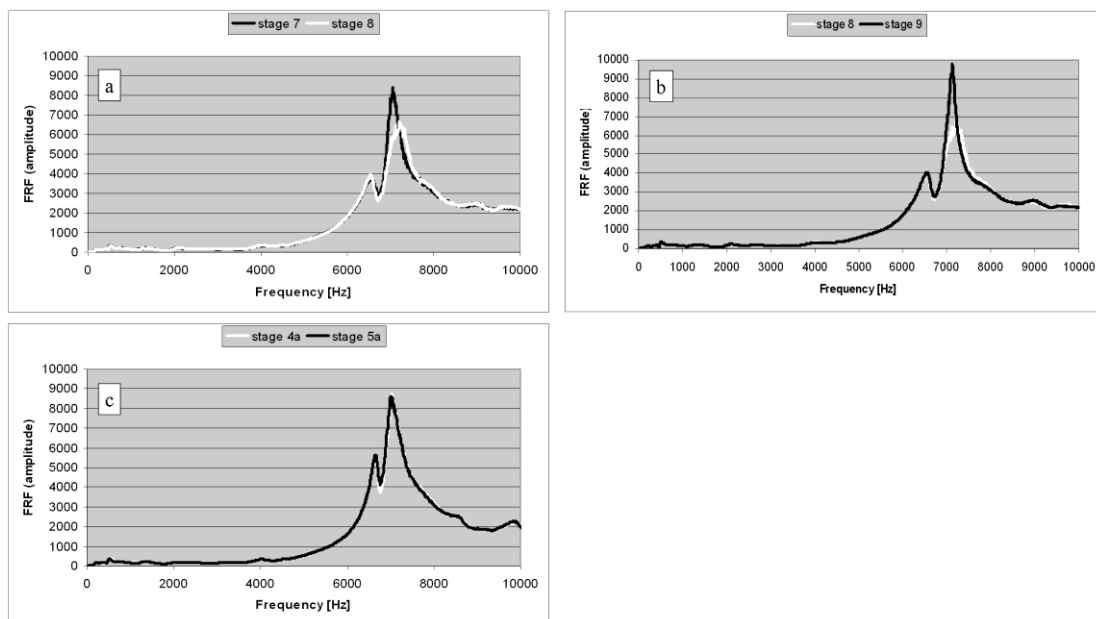 stage 7 stage 8
a
FRF (amplitude)
10000
9000
8000
7000
6000
5000
4000
3000
2000
1000
0
0 2000 4000 6000 8000 10000
Frequency [Hz]
stage 8 stage 9
b
FRF (amplitude)
10000
9000
8000
7000
6000
5000
4000
3000
2000
1000
0
0 1000 2000 3000 4000 5000 6000 7000 8000 9000 10000
Frequency [Hz]
stage 4a stage 5a
c
FRF (amplitude)
10000
9000
8000
7000
6000
5000
4000
3000
2000
1000
0
0 2000 4000 6000 8000 10000
Frequency [Hz]